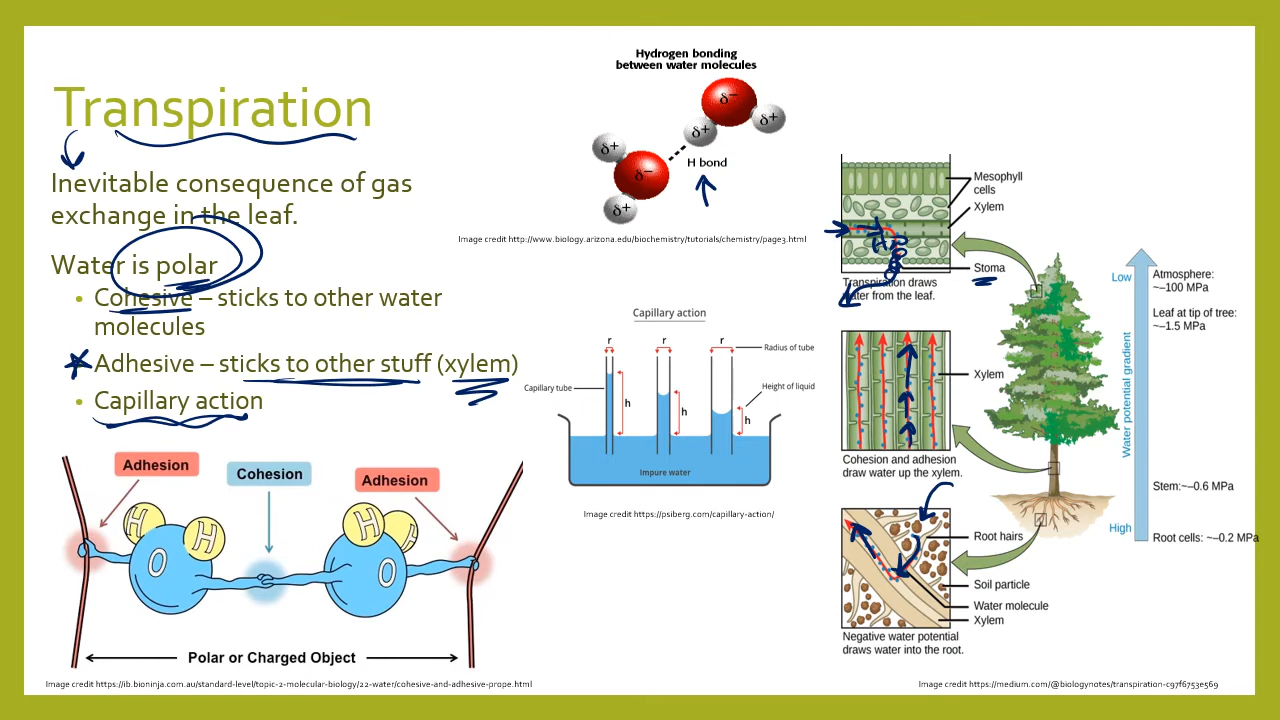 Transpiration
Inevitable consequence of gas
exchange in the leaf.
Water is polar
• Cohesive – sticks to other water
molecules
• Adhesive – sticks to other stuff (xylem)
• Capillary action
Adhesion
Cohesion
Adhesion
H
H
O
H
H
O
Polar or Charged Object
Image credit https://ib.bioninja.com.au/standard-level/topic-2-molecular-biology/22-water/cohesive-and-adhesive-prope.html
Hydrogen bonding
between water molecules
δ–
δ+
δ+
δ+
δ–
H bond
δ+
Image credit http://www.biology.arizona.edu/biochemistry/tutorials/chemistry/page3.html
Capillary action
r
r
r
Radius of tube
Capillary tube
Height of liquid
h
h
h
Impure water
Image credit https://psiberg.com/capillary-action/
Mesophyll
cells
Xylem
Stoma
Transpiration draws
water from the leaf.
Xylem
Cohesion and adhesion
draw water up the xylem.
Root hairs
Soil particle
Water molecule
Xylem
Negative water potential
draws water into the root.
Low
Water potential gradient
High
Atmosphere:
~–100 MPa
Leaf at tip of tree:
~–1.5 MPa
Stem:~–0.6 MPa
Root cells: ~–0.2 MPa
Image credit https://medium.com/@biologynotes/transpiration-c97f6753e569